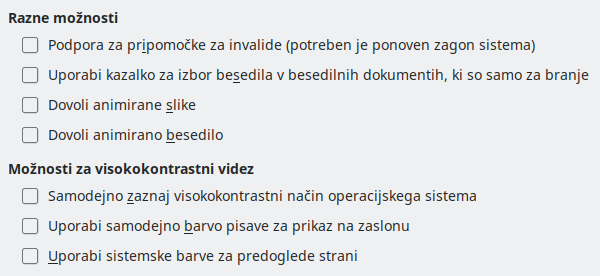 Razne možnosti
Podpora za pripomočke za invalide (potreben je ponoven zagon sistema)
Uporabi kazalko za izbor besedila v besedilnih dokumentih, ki so samo za branje
Dovoli animirane slike
Dovoli animirano besedilo
Možnosti za visokokontrastni videz
Samodejno zaznaj visokokontrastni način operacijskega sistema
Uporabi samodejno barvo pisave za prikaz na zaslonu
Uporabi sistemske barve za predoglede strani